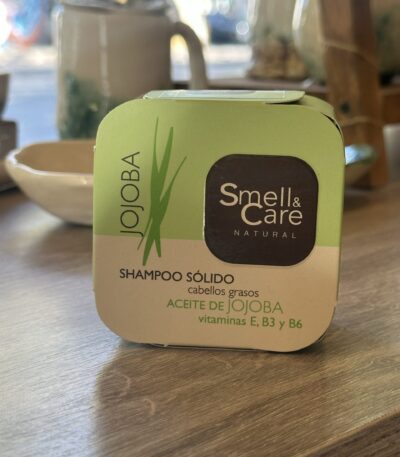 JOJOBA
Smell&
Care
NATURAL
SHAMPOO SÓLIDO
cabellos grasos
ACEITE DE JOJOBA
vitaminas E, B3 y B6